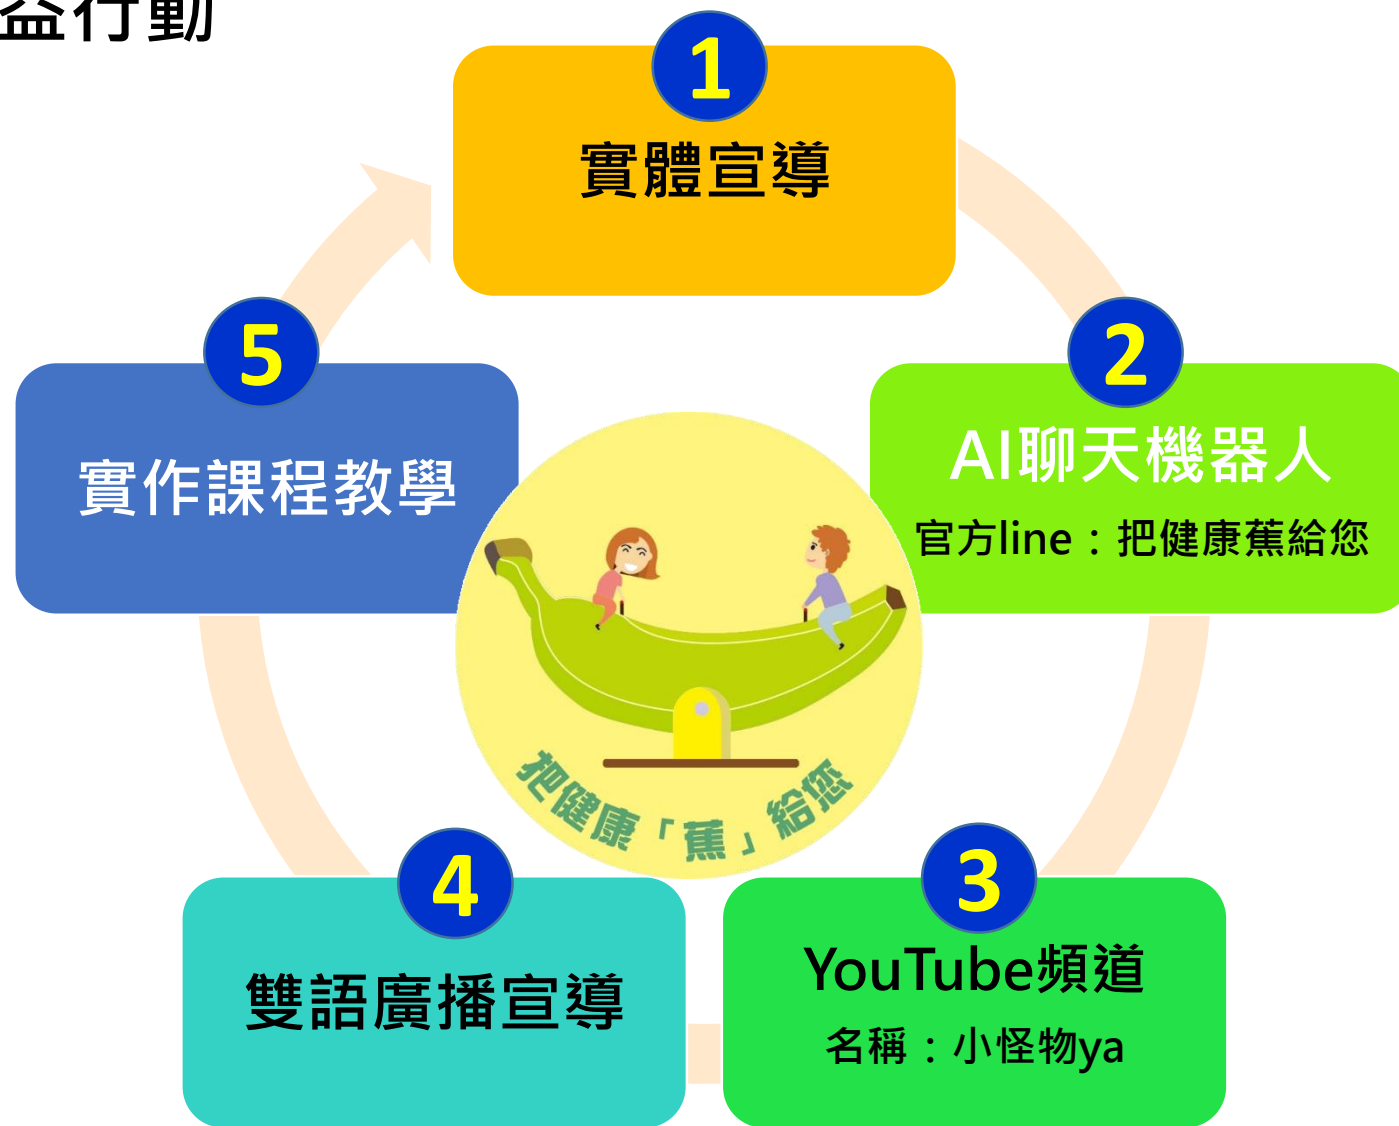 益行動
1
實體宣導
2
AI聊天機器人
官方line：把健康蕉給您
3
YouTube頻道
名稱：小怪物ya
4
雙語廣播宣導
5
實作課程教學
把健康「蕉」給您